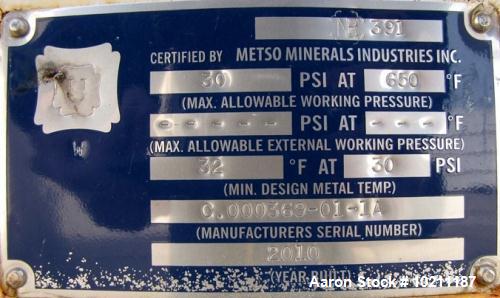 391
CERTIFIED BY METSO MINERALS INDUSTRIES INC.
30 PSI AT 650 °F
(MAX. ALLOWABLE WORKING PRESSURE)
----- PSI AT --- °F
(MAX. ALLOWABLE EXTERNAL WORKING PRESSURE)
32 °F AT 30 PSI
(MIN. DESIGN METAL TEMP.)
C.000369-01-1A
(MANUFACTURERS SERIAL NUMBER)
2010
(YEAR BUILT)
U
W
Aaron Stock # 10211187